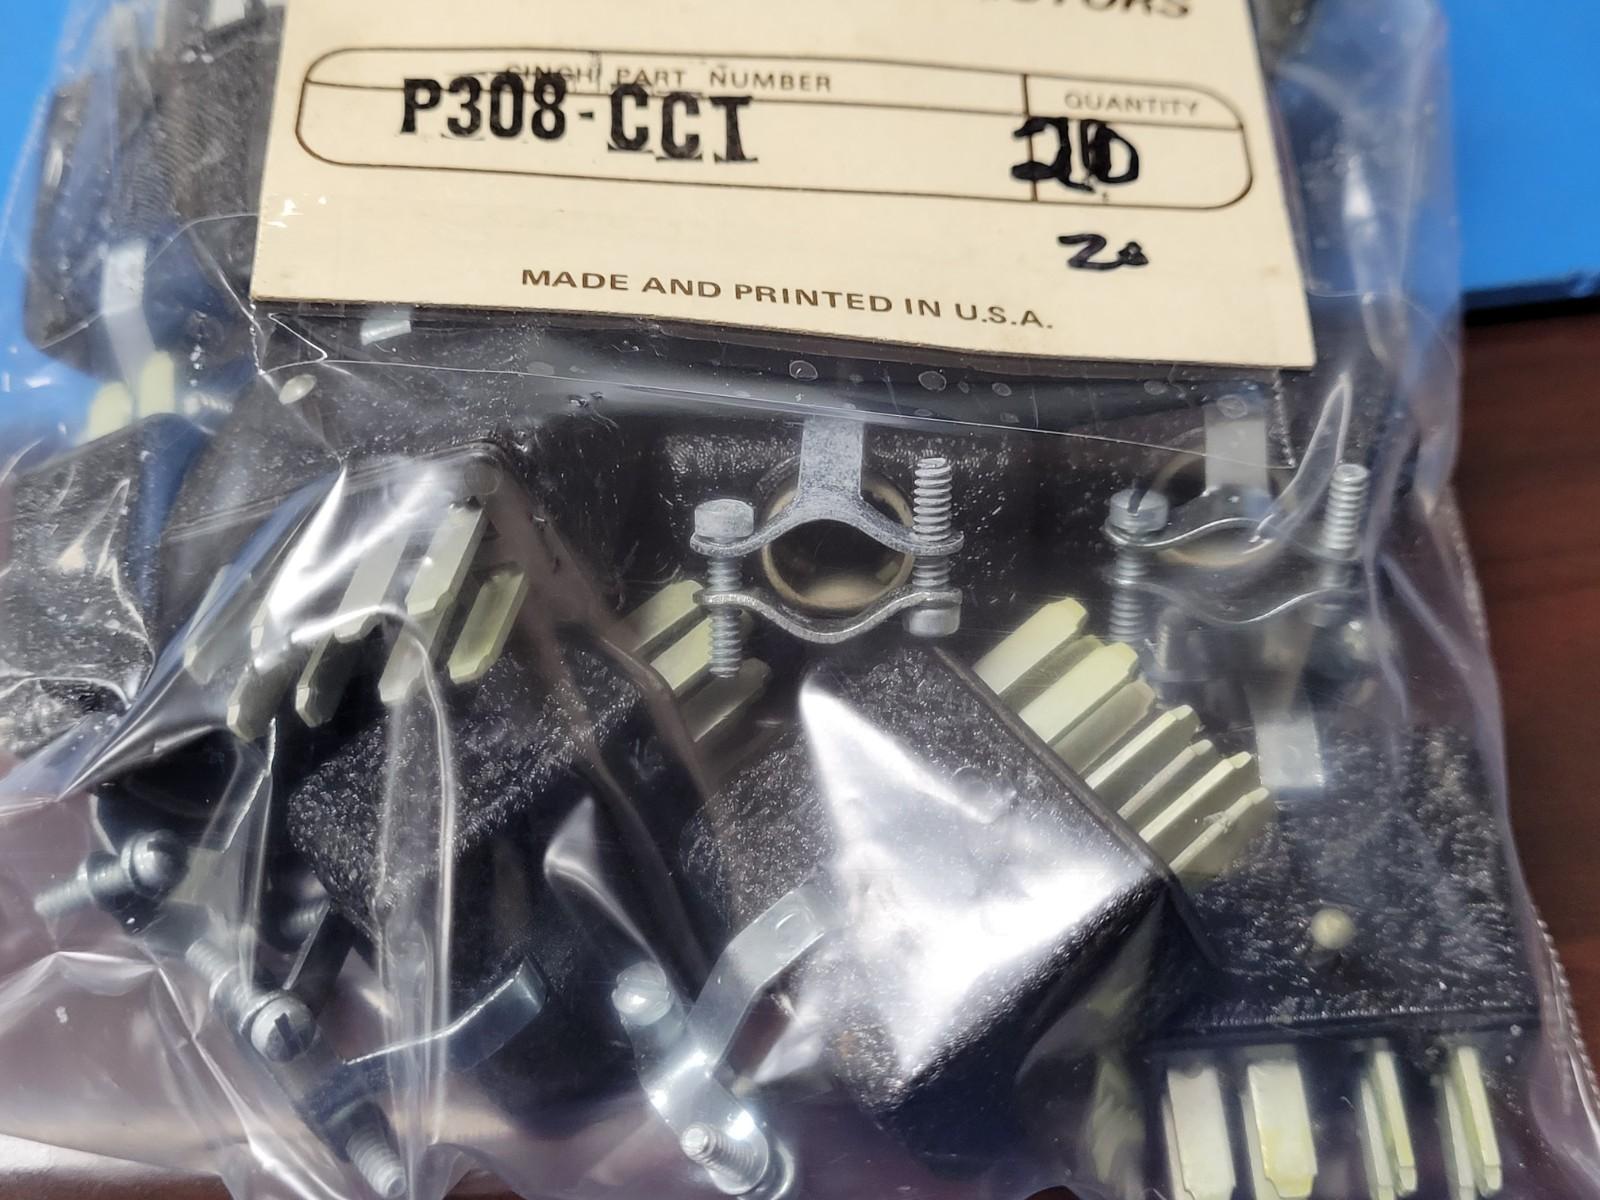 CINCH PART NUMBER
QUANTITY
P308-CCT
20
20
MADE AND PRINTED IN U.S.A.